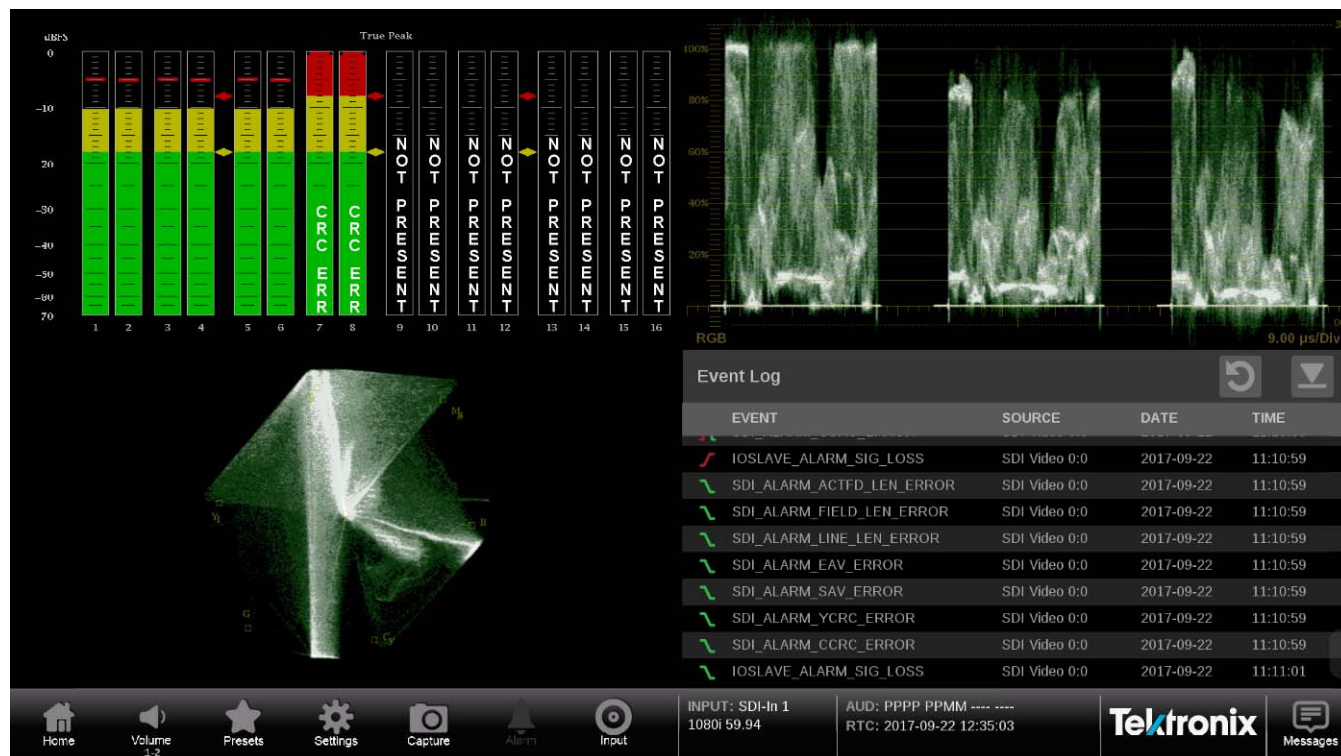 dBFS
True Peak
0
-10
20
-30
-40
-50
-60
70
NOT PRESENT
NOT PRESENT
NOT PRESENT
NOT PRESENT
NOT PRESENT
NOT PRESENT
NOT PRESENT
NOT PRESENT
CRC ERR
CRC ERR
1 2 3 4 5 6 7 8 9 10 11 12 13 14 15 16
100%
80%
60%
40%
20%
RGB
9.00 µs/Div
Mg
Yl
B
G
Cy
Event Log
EVENT SOURCE DATE TIME
IOSLAVE_ALARM_SIG_LOSS SDI Video 0:0 2017-09-22 11:10:59
SDI_ALARM_ACTFD_LEN_ERROR SDI Video 0:0 2017-09-22 11:10:59
SDI_ALARM_FIELD_LEN_ERROR SDI Video 0:0 2017-09-22 11:10:59
SDI_ALARM_LINE_LEN_ERROR SDI Video 0:0 2017-09-22 11:10:59
SDI_ALARM_EAV_ERROR SDI Video 0:0 2017-09-22 11:10:59
SDI_ALARM_SAV_ERROR SDI Video 0:0 2017-09-22 11:10:59
SDI_ALARM_YCRC_ERROR SDI Video 0:0 2017-09-22 11:10:59
SDI_ALARM_CCRC_ERROR SDI Video 0:0 2017-09-22 11:10:59
IOSLAVE_ALARM_SIG_LOSS SDI Video 0:0 2017-09-22 11:11:01
Home
Volume
1-2
Presets
Settings
Capture
Alarm
Input
INPUT: SDI-In 1
1080i 59.94
AUD: PPPP PPMM ---- ----
RTC: 2017-09-22 12:35:03
Tektronix
Messages